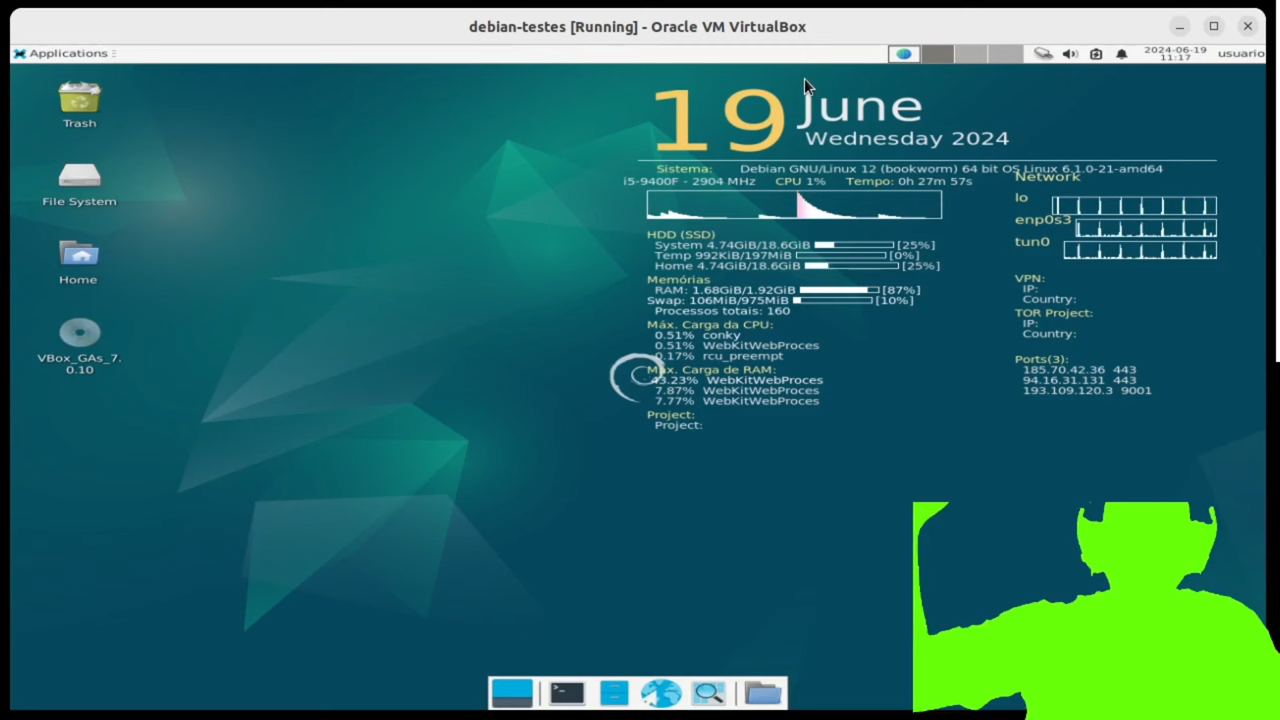 debian-testes [Running] - Oracle VM VirtualBox
Applications
2024-06-19
11:17
usuario
Trash
File System
Home
VBox_GAs_7.
0.10
19 June
Wednesday 2024
Sistema: Debian GNU/Linux 12 (bookworm) 64 bit OS Linux 6.1.0-21-amd64
i5-9400F - 2904 MHz CPU 1% Tempo: 0h 27m 57s
HDD (SSD)
System 4.74GiB/18.6GiB [25%]
Temp 992KiB/197MiB [0%]
Home 4.74GiB/18.6GiB [25%]
Memórias
RAM: 1.68GiB/1.92GiB [87%]
Swap: 106MiB/975MiB [10%]
Processos totais: 160
Máx. Carga da CPU:
0.51% conky
0.51% WebKitWebProces
0.17% rcu_preempt
Máx. Carga de RAM:
43.23% WebKitWebProces
7.87% WebKitWebProces
7.77% WebKitWebProces
Project:
Project:
Network
lo
enp0s3
tun0
VPN:
IP:
Country:
TOR Project:
IP:
Country:
Ports(3):
185.70.42.36 443
94.16.31.131 443
193.109.120.3 9001